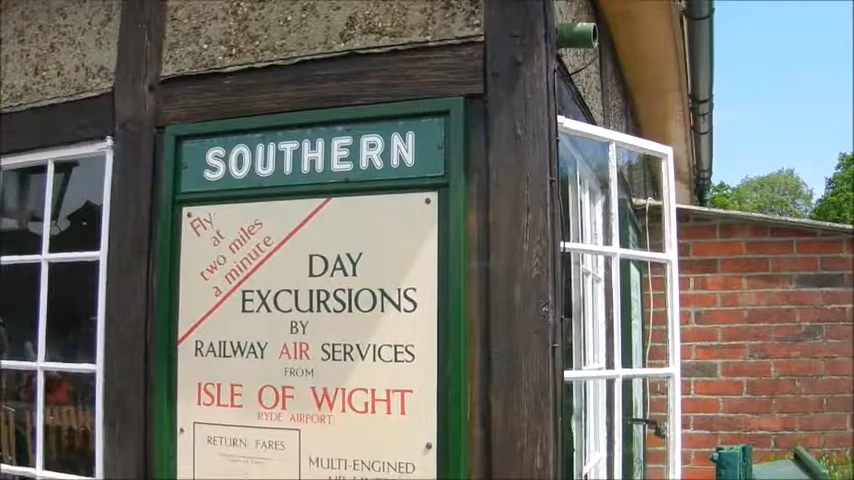 SOUTHERN
Fly
at
two miles
a minute
DAY
EXCURSIONS
BY
RAILWAY AIR SERVICES
FROM
ISLE OF WIGHT
RYDE AIRPORT
RETURN FARES
MULTI-ENGINED